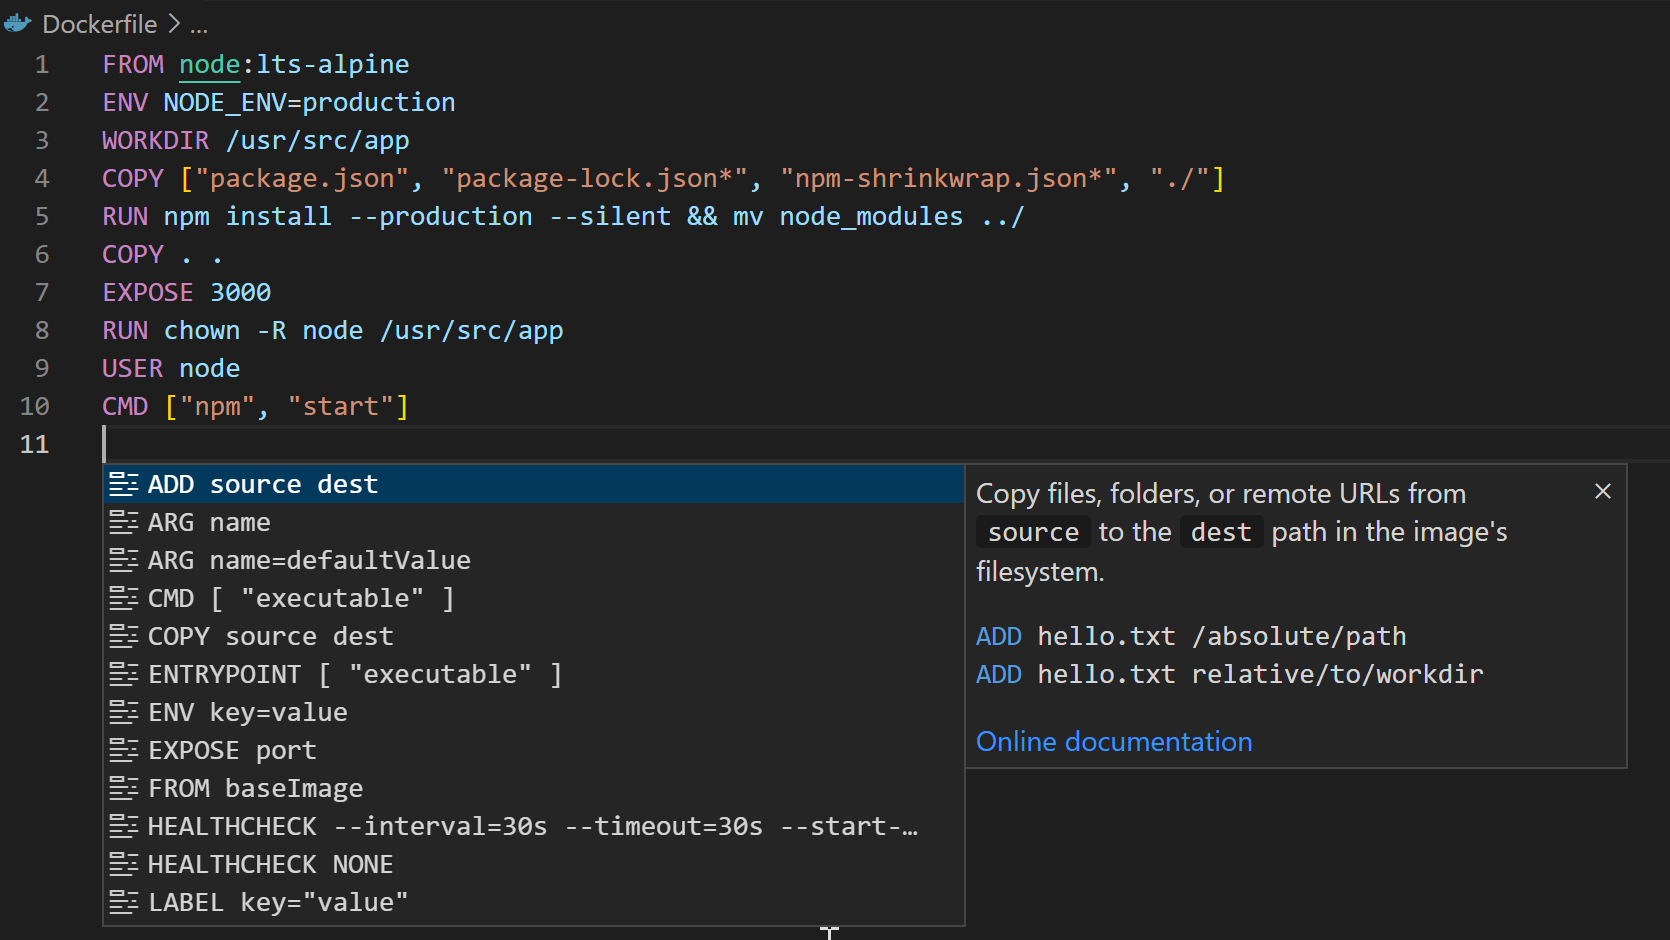 Dockerfile > ...
1 FROM node:lts-alpine
2 ENV NODE_ENV=production
3 WORKDIR /usr/src/app
4 COPY ["package.json", "package-lock.json*", "npm-shrinkwrap.json*", "./"]
5 RUN npm install --production --silent && mv node_modules ../
6 COPY . .
7 EXPOSE 3000
8 RUN chown -R node /usr/src/app
9 USER node
10 CMD ["npm", "start"]
11
ADD source dest
ARG name
ARG name=defaultValue
CMD [ "executable" ]
COPY source dest
ENTRYPOINT [ "executable" ]
ENV key=value
EXPOSE port
FROM baseImage
HEALTHCHECK --interval=30s --timeout=30s --start-…
HEALTHCHECK NONE
LABEL key="value"
Copy files, folders, or remote URLs from
source to the dest path in the image's
filesystem.
ADD hello.txt /absolute/path
ADD hello.txt relative/to/workdir
Online documentation